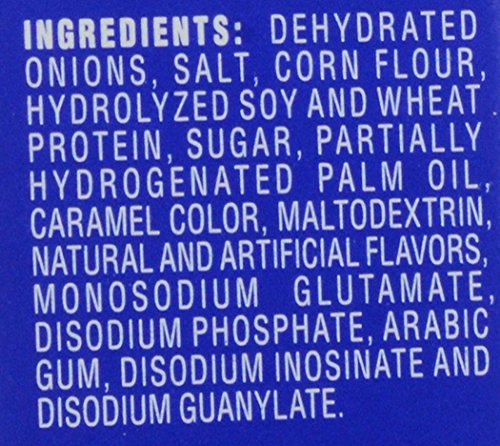 INGREDIENTS: DEHYDRATED
ONIONS, SALT, CORN FLOUR,
HYDROLYZED SOY AND WHEAT
PROTEIN, SUGAR, PARTIALLY
HYDROGENATED PALM OIL,
CARAMEL COLOR, MALTODEXTRIN,
NATURAL AND ARTIFICIAL FLAVORS,
MONOSODIUM GLUTAMATE,
DISODIUM PHOSPHATE, ARABIC
GUM, DISODIUM INOSINATE AND
DISODIUM GUANYLATE.